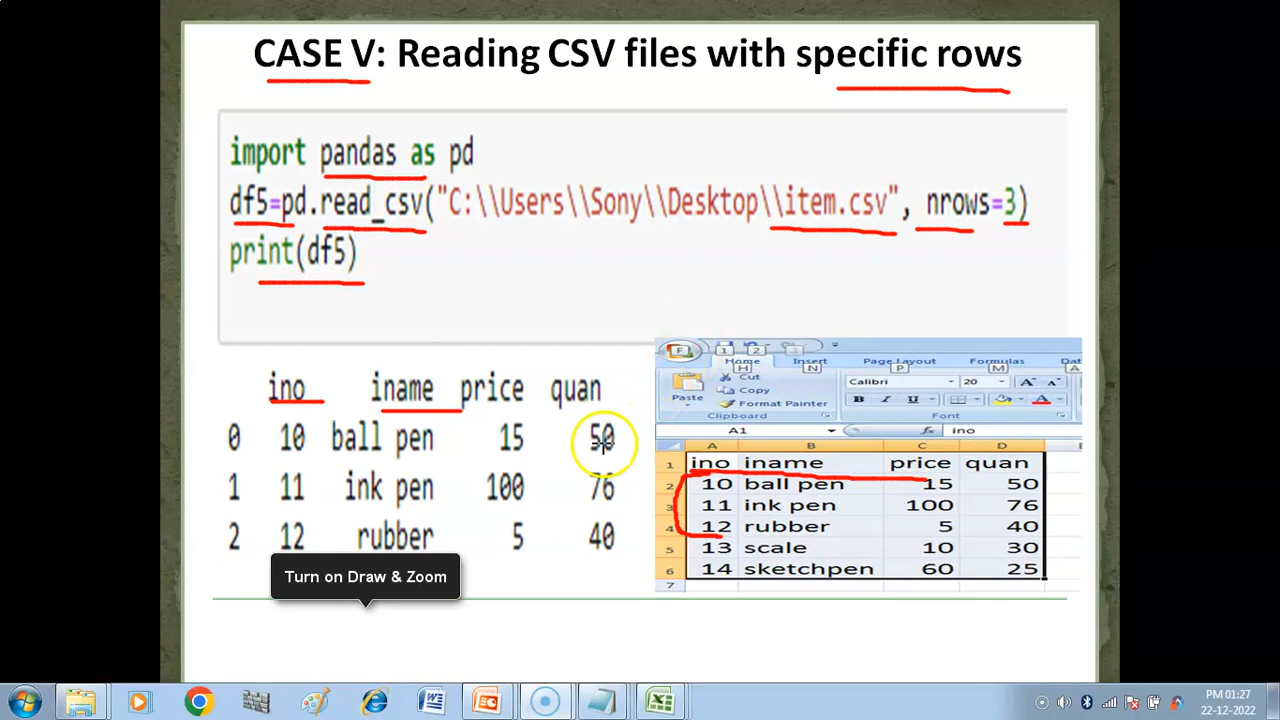 CASE V: Reading CSV files with specific rows
import pandas as pd
df5=pd.read_csv("C:\\Users\\Sony\\Desktop\\item.csv", nrows=3)
print(df5)
ino iname price quan
0 10 ball pen 15 50
1 11 ink pen 100 76
2 12 rubber 5 40
Turn on Draw & Zoom
F 1 2 3
Home Insert Page Layout Formulas Dat
H N P M A
Paste Cut
Copy
Format Painter
Clipboard
Calibri 20 A A
B I U A
Font
A1 ino
A B C D E
1 ino iname price quan
2 10 ball pen 15 50
3 11 ink pen 100 76
4 12 rubber 5 40
5 13 scale 10 30
6 14 sketchpen 60 25
7
PM 01:27
22-12-2022